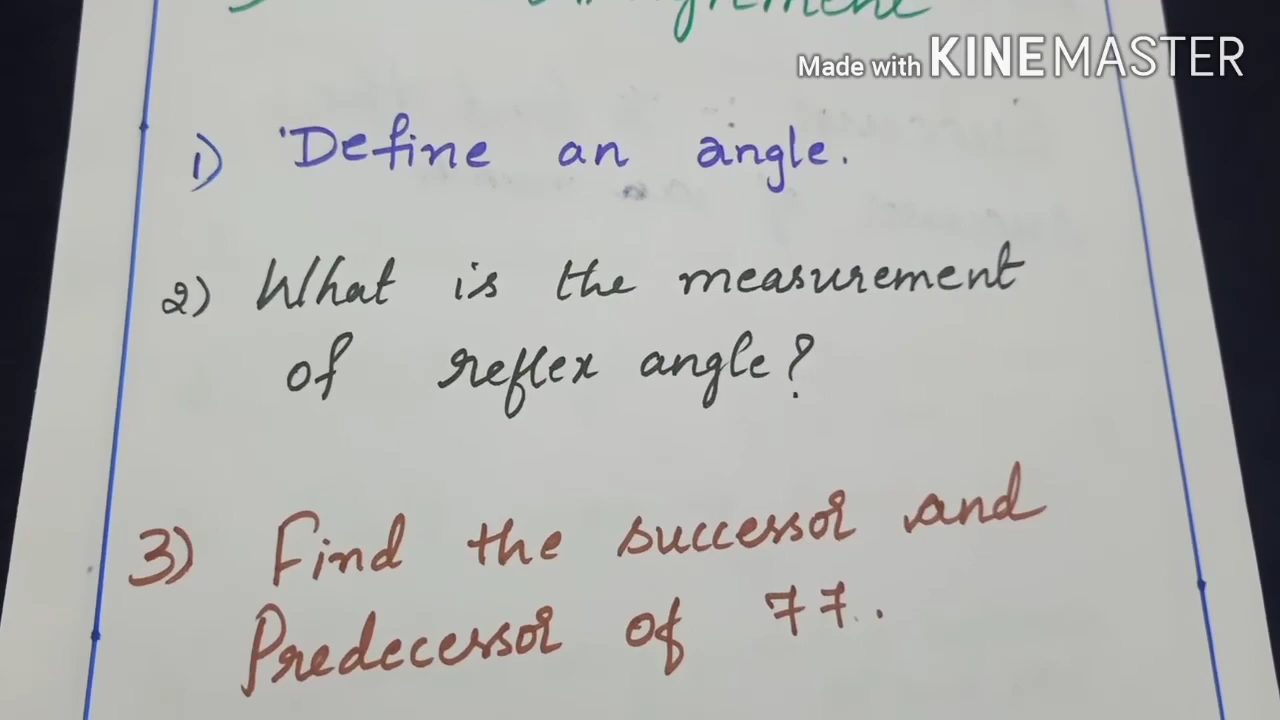 Made with KINEMASTER
1) Define an angle.
2) What is the measurement
of reflex angle?
3) Find the successor and
Predecessor of 77.